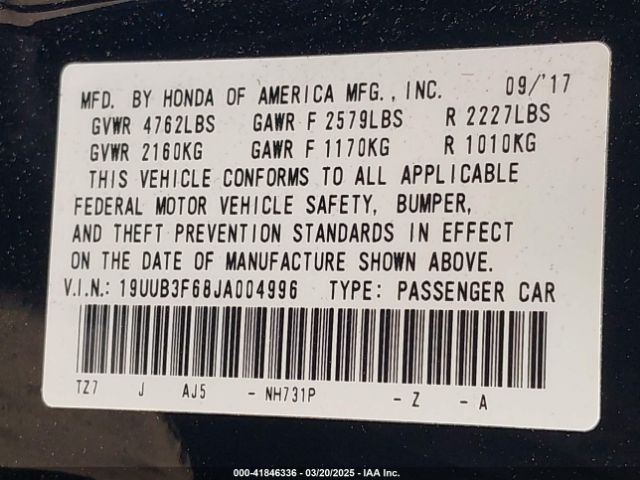 MFD. BY HONDA OF AMERICA MFG., INC. 09/'17
GVWR 4762LBS GAWR F 2579LBS R 2227LBS
GVWR 2160KG GAWR F 1170KG R 1010KG
THIS VEHICLE CONFORMS TO ALL APPLICABLE
FEDERAL MOTOR VEHICLE SAFETY, BUMPER,
AND THEFT PREVENTION STANDARDS IN EFFECT
ON THE DATE OF MANUFACTURE SHOWN ABOVE.
V.I.N.: 19UUB3F68JA004996 TYPE: PASSENGER CAR
TZ7 J AJ5 - NH731P - Z - A
000-41846336 - 03/20/2025 - IAA Inc.